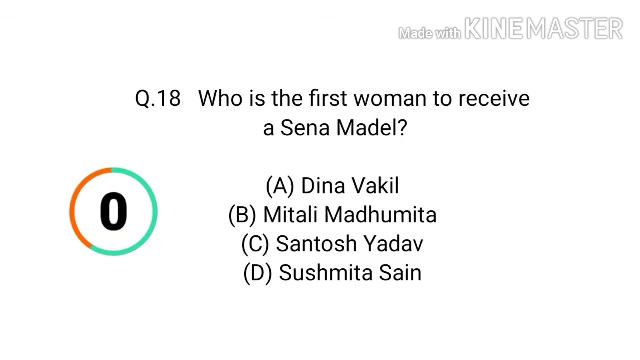 Made with KINEMASTER
Q.18 Who is the first woman to receive
a Sena Madel?
(A) Dina Vakil
(B) Mitali Madhumita
0
(C) Santosh Yadav
(D) Sushmita Sain